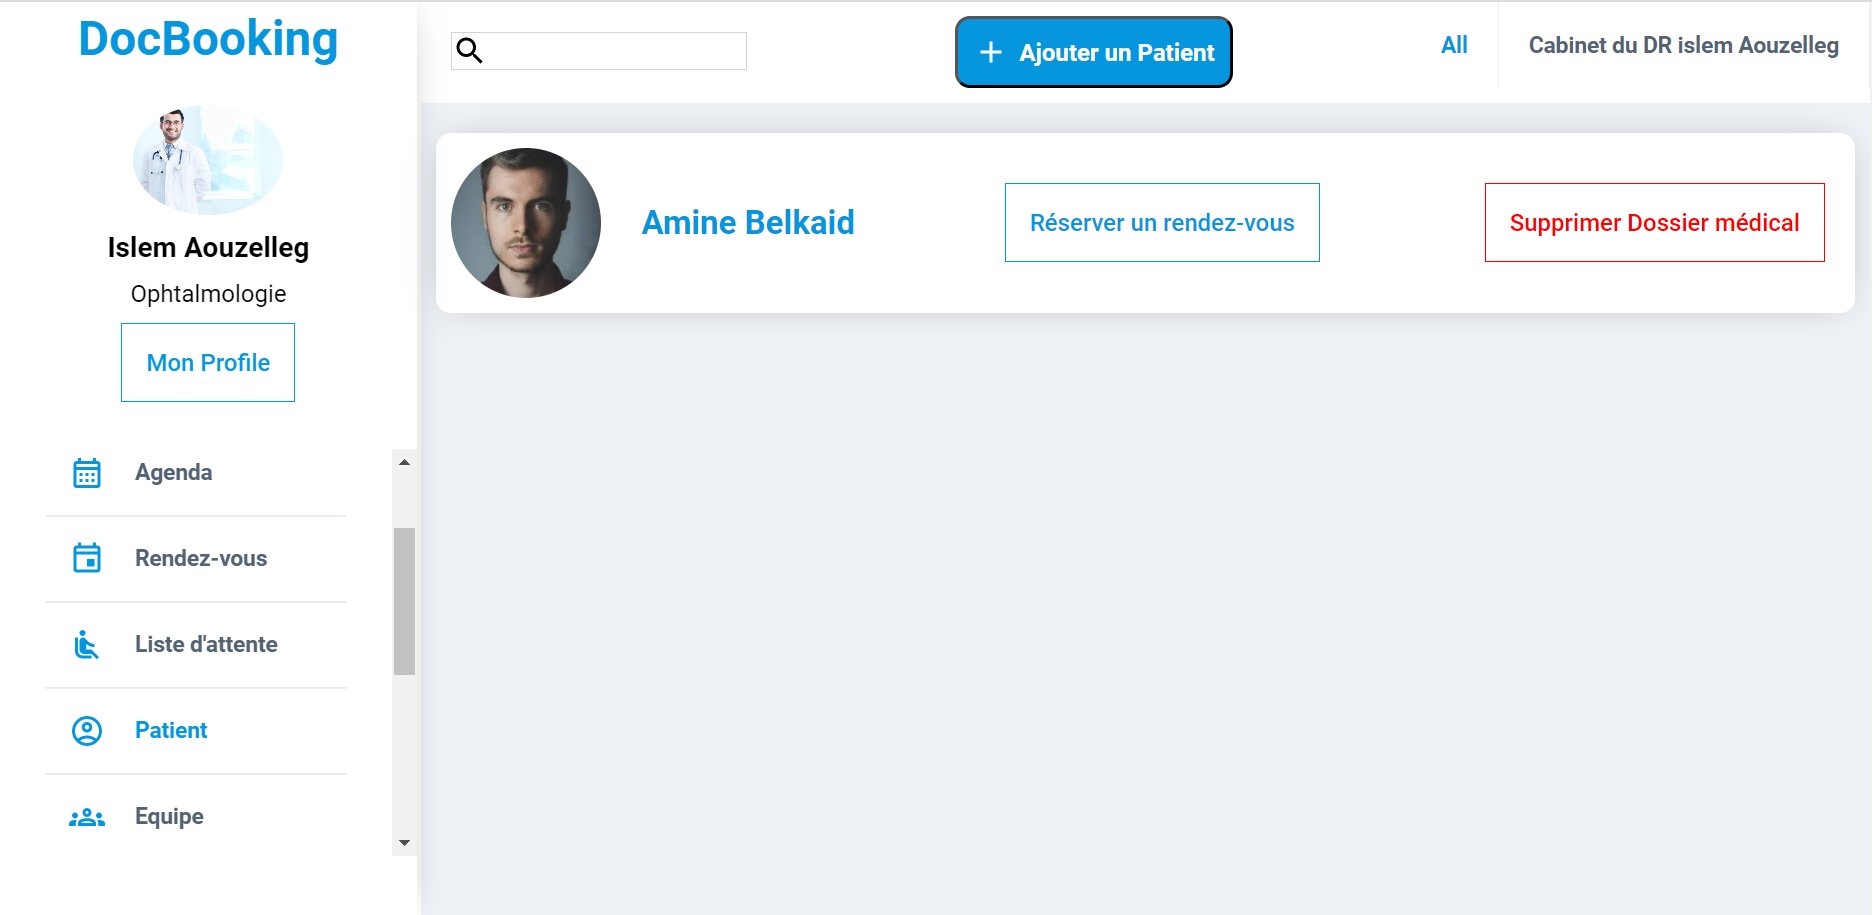 DocBooking
Islem Aouzelleg
Ophtalmologie
Mon Profile
Agenda
Rendez-vous
Liste d'attente
Patient
Equipe
Ajouter un Patient
All
Cabinet du DR islem Aouzelleg
Amine Belkaid
Réserver un rendez-vous
Supprimer Dossier médical